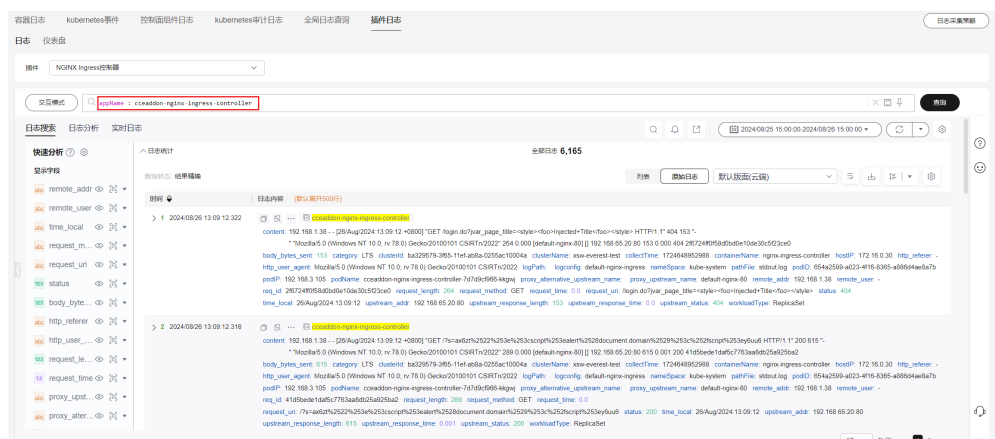 容器日志 kubernetes事件 控制面组件日志 kubernetes审计日志 全局日志查询 插件日志 日志采集策略
日志 仪表盘
插件 NGINX Ingress控制器
交互模式 appName : cceaddon-nginx-ingress-controller 查询
日志搜索 日志分析 实时日志 2024/08/25 15:00:00-2024/08/26 15:00:00
快速分析 日志统计 全部日志 6,165
显示字段 查询状态: 结果精确 列表 原始日志 默认版面(云端)
abc remote_addr 时间 日志内容 (默认展开500行)
abc remote_user 1 2024/08/26 13:09:12.322 cceaddon-nginx-ingress-controller
abc time_local content: 192.168.1.38 - - [26/Aug/2024:13:09:12 +0800] "GET /login.do?jvar_page_title=<style><foo>Injected+Title</foo></style> HTTP/1.1" 404 153 "-
abc request_m... " "Mozilla/5.0 (Windows NT 10.0; rv:78.0) Gecko/20100101 CSIRTn/2022" 264 0.000 [default-nginx-80] [] 192.168.65.20:80 153 0.000 404 2f6724ff0f58d0bd0e10de30c5f23ce0
abc request_uri body_bytes_sent: 153 category: LTS clusterId: ba329579-3f65-11ef-ab8a-0255ac10004a clusterName: xsw-everest-test collectTime: 1724648952988 containerName: nginx-ingress-controller hostIP: 172.16.0.30 http_referer: -
123 status http_user_agent: Mozilla/5.0 (Windows NT 10.0; rv:78.0) Gecko/20100101 CSIRTn/2022 logPath: logconfig: default-nginx-ingress nameSpace: kube-system pathFile: stdout.log podID: 654a2599-a023-4f16-8365-a886d4ae8a7b
podIP: 192.168.3.105 podName: cceaddon-nginx-ingress-controller-7d7d9cf966-kkgwj proxy_alternative_upstream_name: proxy_upstream_name: default-nginx-80 remote_addr: 192.168.1.38 remote_user: -
123 body_byte... req_id: 2f6724ff0f58d0bd0e10de30c5f23ce0 request_length: 264 request_method: GET request_time: 0.0 request_uri: /login.do?jvar_page_title=<style><foo>Injected+Title</foo></style> status: 404
time_local: 26/Aug/2024:13:09:12 upstream_addr: 192.168.65.20:80 upstream_response_length: 153 upstream_response_time: 0.0 upstream_status: 404 workloadType: ReplicaSet
abc http_referer 2 2024/08/26 13:09:12.316 cceaddon-nginx-ingress-controller
abc http_user_... content: 192.168.1.38 - - [26/Aug/2024:13:09:12 +0800] "GET /?s=ax6zt%2522%253e%253cscript%253ealert%2528document.domain%2529%253c%252fscript%253ey6uu6 HTTP/1.1" 200 615 "-
" "Mozilla/5.0 (Windows NT 10.0; rv:78.0) Gecko/20100101 CSIRTn/2022" 289 0.000 [default-nginx-80] [] 192.168.65.20:80 615 0.001 200 41d5bede1daf5c7763aa8db25a925ba2
123 request_le... body_bytes_sent: 615 category: LTS clusterId: ba329579-3f65-11ef-ab8a-0255ac10004a clusterName: xsw-everest-test collectTime: 1724648952988 containerName: nginx-ingress-controller hostIP: 172.16.0.30 http_referer: -
1.2 request_time http_user_agent: Mozilla/5.0 (Windows NT 10.0; rv:78.0) Gecko/20100101 CSIRTn/2022 logPath: logconfig: default-nginx-ingress nameSpace: kube-system pathFile: stdout.log podID: 654a2599-a023-4f16-8365-a886d4ae8a7b
abc proxy_upst... podIP: 192.168.3.105 podName: cceaddon-nginx-ingress-controller-7d7d9cf966-kkgwj proxy_alternative_upstream_name: proxy_upstream_name: default-nginx-80 remote_addr: 192.168.1.38 remote_user: -
req_id: 41d5bede1daf5c7763aa8db25a925ba2 request_length: 289 request_method: GET request_time: 0.0
abc proxy_alter... request_uri: /?s=ax6zt%2522%253e%253cscript%253ealert%2528document.domain%2529%253c%252fscript%253ey6uu6 status: 200 time_local: 26/Aug/2024:13:09:12 upstream_addr: 192.168.65.20:80
upstream_response_length: 615 upstream_response_time: 0.001 upstream_status: 200 workloadType: ReplicaSet